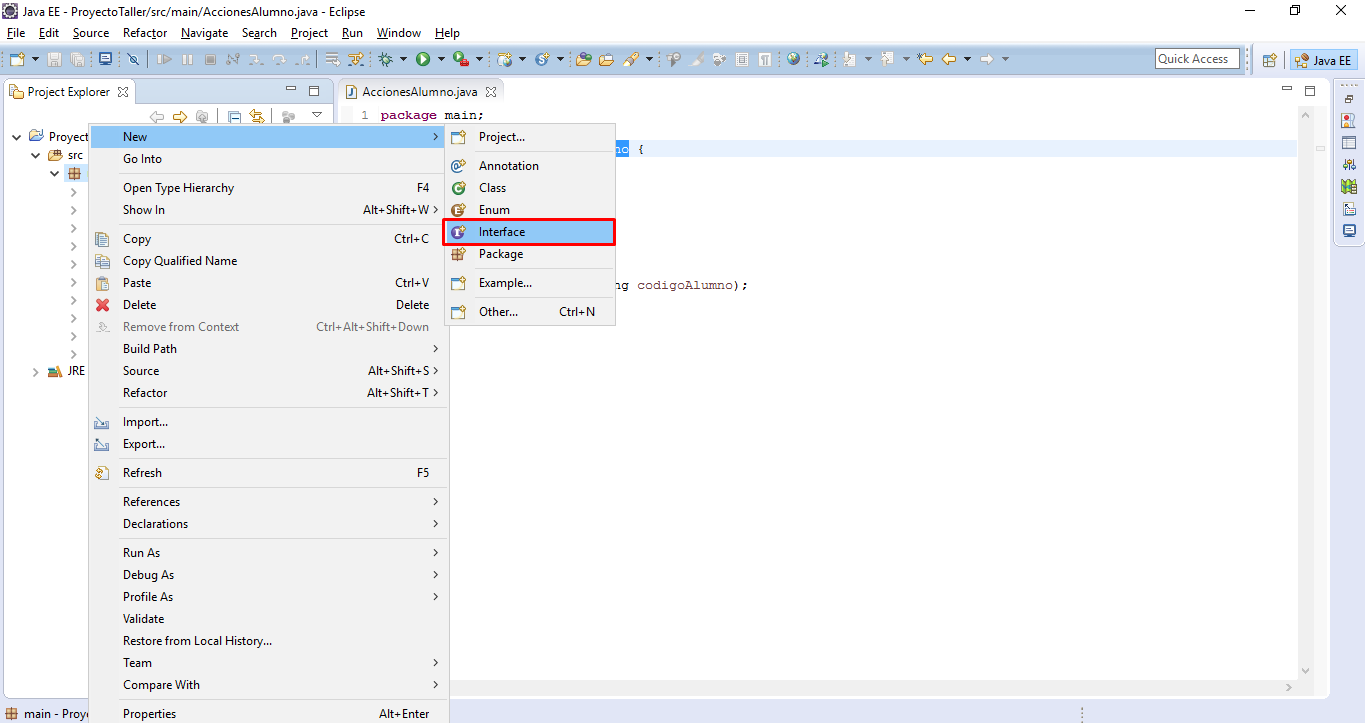 Java EE - ProyectoTaller/src/main/AccionesAlumno.java - Eclipse
File Edit Source Refactor Navigate Search Project Run Window Help
Quick Access
Java EE
Project Explorer
AccionesAlumno.java
1 package main;
Proyect
src
JRE
no {
ng codigoAlumno);
New
Go Into
Open Type Hierarchy F4
Show In Alt+Shift+W
Copy Ctrl+C
Copy Qualified Name
Paste Ctrl+V
Delete Delete
Remove from Context Ctrl+Alt+Shift+Down
Build Path
Source Alt+Shift+S
Refactor Alt+Shift+T
Import...
Export...
Refresh F5
References
Declarations
Run As
Debug As
Profile As
Validate
Restore from Local History...
Team
Compare With
Properties Alt+Enter
Project...
Annotation
Class
Enum
Interface
Package
Example...
Other... Ctrl+N
main - Proy